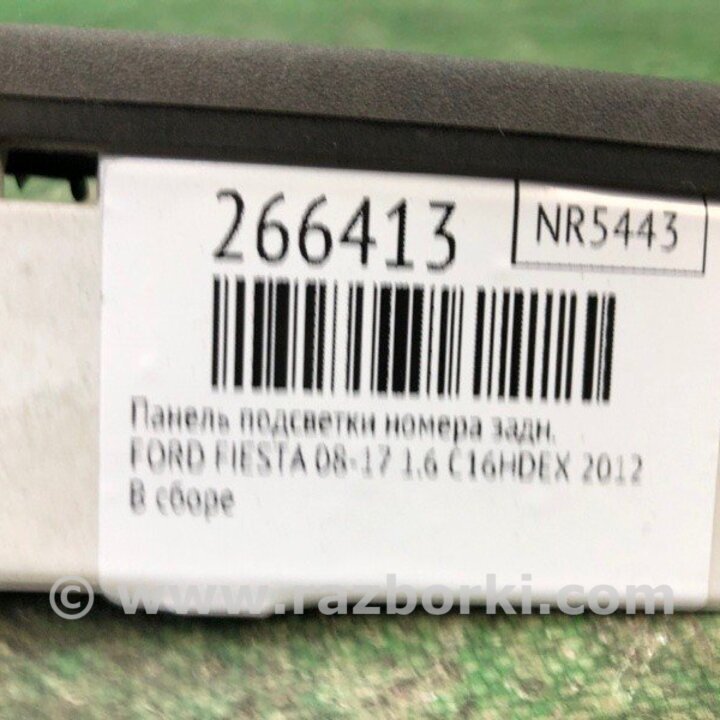 266413
NR5443
Панель подсветки номера задн.
FORD FIESTA 08-17 1.6 C16HDEX 2012
В сборе
© www.razborki.com